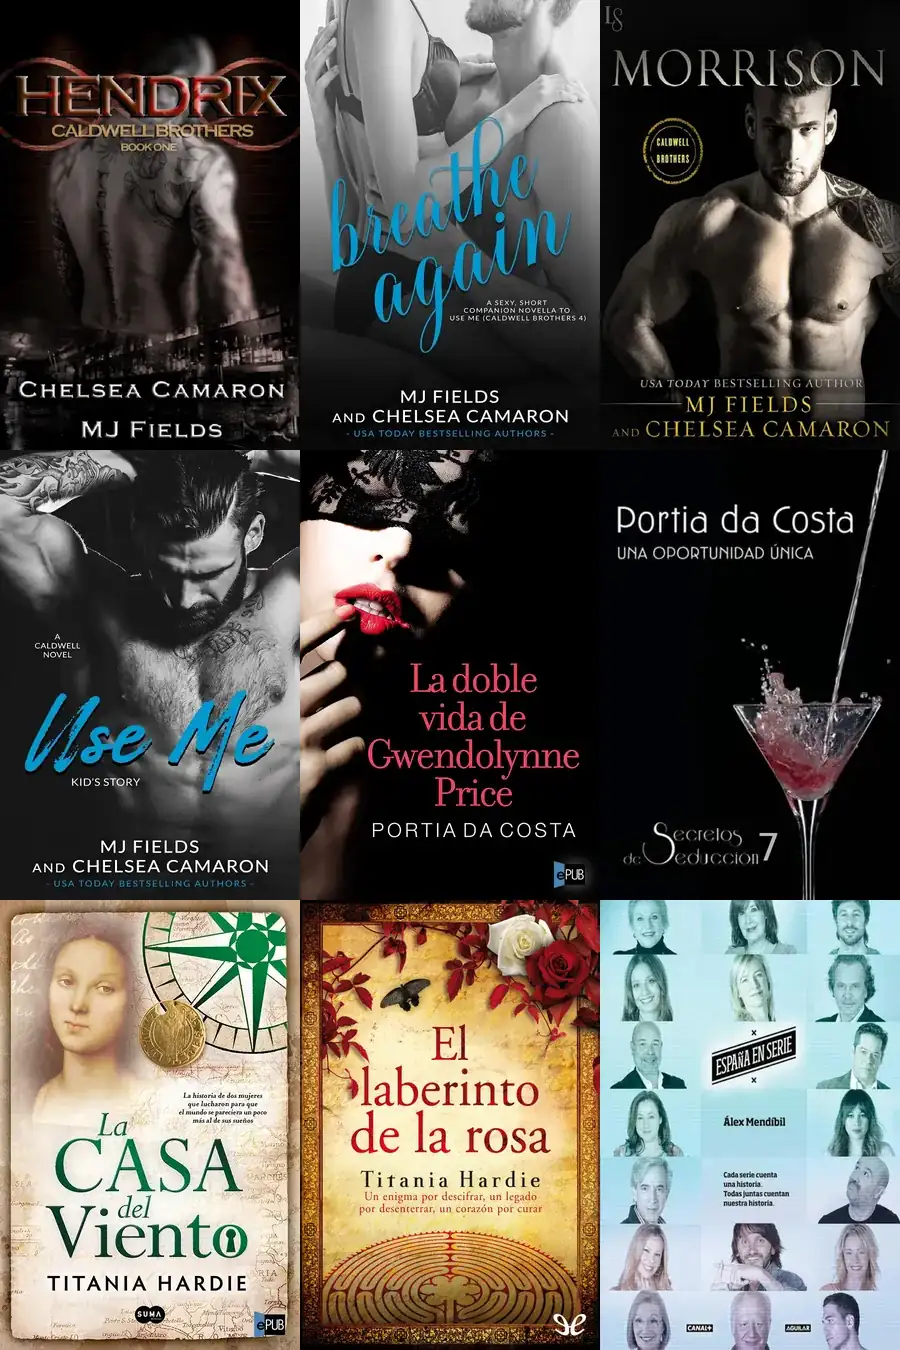 HENDRIX
CALDWELL BROTHERS
BOOK ONE
CHELSEA CAMARON
MJ FIELDS
breathe
again
A SEXY, SHORT
COMPANION NOVELLA TO
USE ME (CALDWELL BROTHERS 4)
MJ FIELDS
AND CHELSEA CAMARON
- USA TODAY BESTSELLING AUTHORS -
LS
MORRISON
CALDWELL
BROTHERS
USA TODAY BESTSELLING AUTHOR
MJ FIELDS
AND CHELSEA CAMARON
A
CALDWELL
NOVEL
Use Me
KID'S STORY
MJ FIELDS
AND CHELSEA CAMARON
- USA TODAY BESTSELLING AUTHORS -
La doble
vida de
Gwendolynne
Price
PORTIA DA COSTA
ePUB
Portia da Costa
UNA OPORTUNIDAD ÚNICA
Secretos
de Seducción 7
La historia de dos mujeres
que lucharon para que
el mundo se pareciera un poco
más al de sus sueños
La
CASA
del
Viento
TITANIA HARDIE
SUMA
ePUB
El
laberinto
de la rosa
Titania Hardie
Un enigma por descifrar, un legado
por desenterrar, un corazón por curar
ESPAÑA EN SERIE
Álex Mendíbil
Cada serie cuenta
una historia.
Todas juntas cuentan
nuestra historia.
CANAL+
AGUILAR